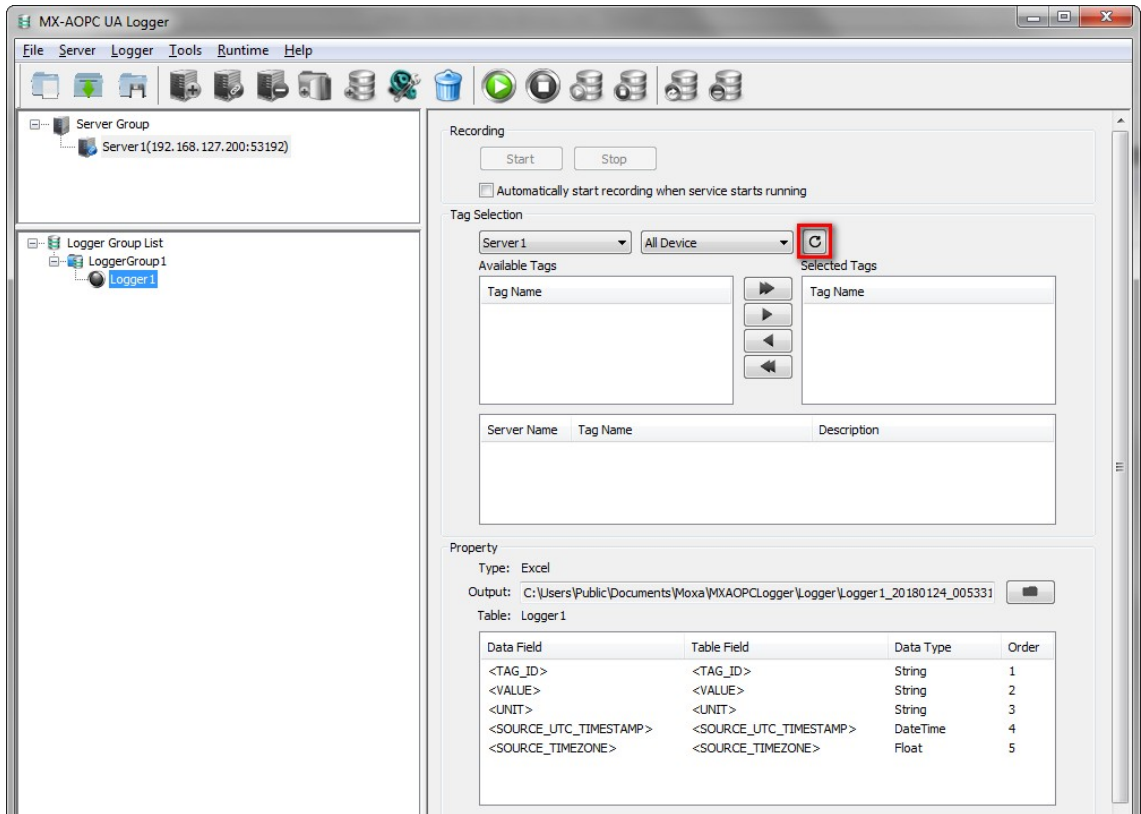 MX-AOPC UA Logger
File Server Logger Tools Runtime Help
Server Group
Server1(192.168.127.200:53192)
Logger Group List
LoggerGroup1
Logger1
Recording
Start Stop
Automatically start recording when service starts running
Tag Selection
Server1 All Device
Available Tags Selected Tags
Tag Name Tag Name
Server Name Tag Name Description
Property
Type: Excel
Output: C:\Users\Public\Documents\Moxa\MXAOPCLogger\Logger\Logger1_20180124_005331
Table: Logger1
Data Field Table Field Data Type Order
<TAG_ID> <TAG_ID> String 1
<VALUE> <VALUE> String 2
<UNIT> <UNIT> String 3
<SOURCE_UTC_TIMESTAMP> <SOURCE_UTC_TIMESTAMP> DateTime 4
<SOURCE_TIMEZONE> <SOURCE_TIMEZONE> Float 5